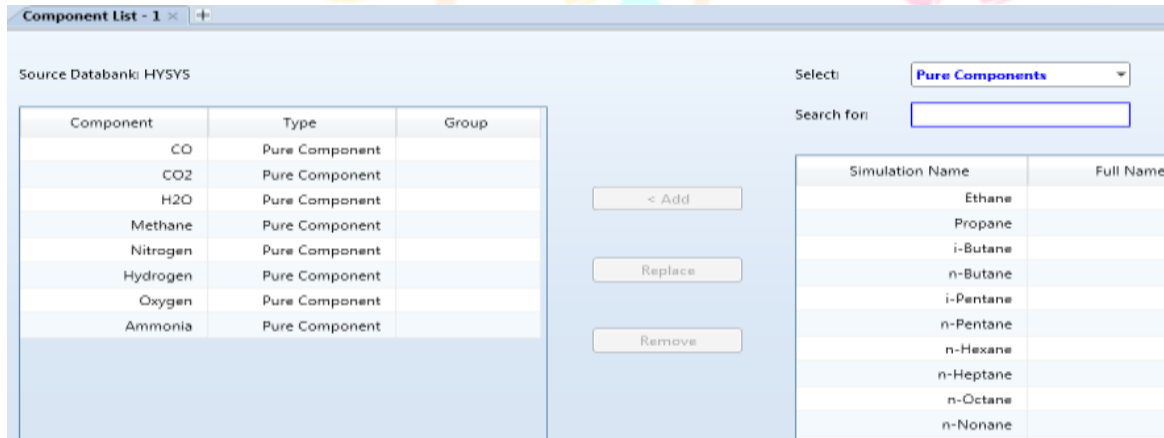 Component List - 1 × +
Source Databank: HYSYS
Select: Pure Components
Search for:
Component Type Group
CO Pure Component
CO2 Pure Component
H2O Pure Component
Methane Pure Component
Nitrogen Pure Component
Hydrogen Pure Component
Oxygen Pure Component
Ammonia Pure Component
< Add
Replace
Remove
Simulation Name Full Name
Ethane
Propane
i-Butane
n-Butane
i-Pentane
n-Pentane
n-Hexane
n-Heptane
n-Octane
n-Nonane